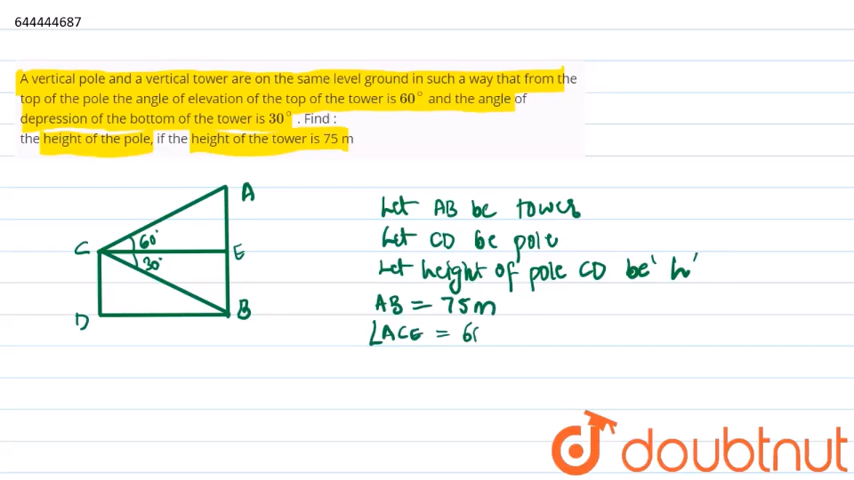 644444687
A vertical pole and a vertical tower are on the same level ground in such a way that from the
top of the pole the angle of elevation of the top of the tower is 60° and the angle of
depression of the bottom of the tower is 30° . Find :
the height of the pole, if the height of the tower is 75 m
A
C 60° E
30°
D B
Let AB be tower
Let CD be pole
Let height of pole CD be 'h'
AB = 75m
∠ACE = 60
doubtnut